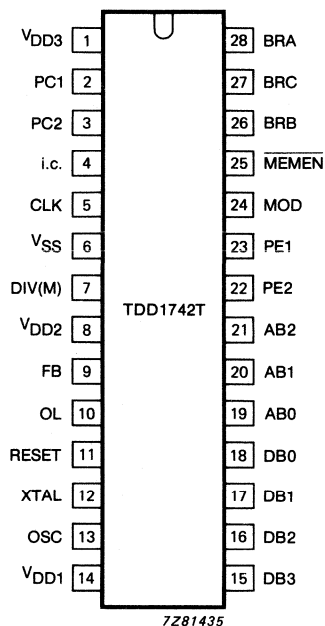 VDD3 1 28 BRA
PC1 2 27 BRC
PC2 3 26 BRB
i.c. 4 25 MEMEN
CLK 5 24 MOD
VSS 6 23 PE1
DIV(M) 7 22 PE2
TDD1742T
VDD2 8 21 AB2
FB 9 20 AB1
OL 10 19 AB0
RESET 11 18 DB0
XTAL 12 17 DB1
OSC 13 16 DB2
VDD1 14 15 DB3
7Z81435